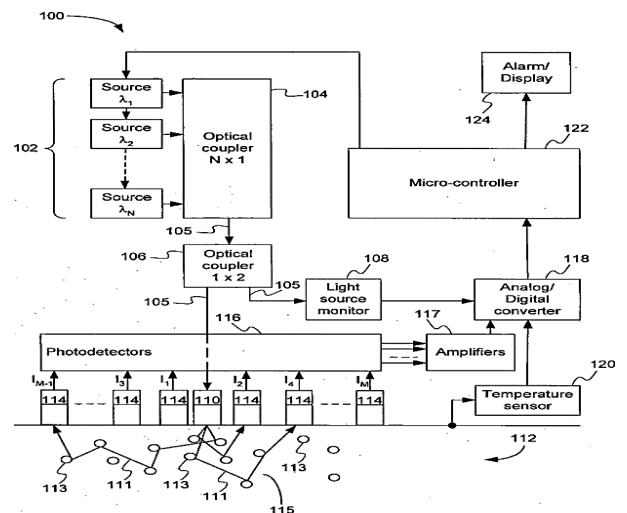 100
Source
λ1
Source
λ2
Source
λN
102
Optical
coupler
N x 1
104
Alarm/
Display
124
122
Micro-controller
105
106
Optical
coupler
1 x 2
105
105
108
Light
source
monitor
118
Analog/
Digital
converter
116
Photodetectors
117
Amplifiers
120
Temperature
sensor
IM-1
I3
I1
I2
I4
IM
114
114
114
110
114
114
114
112
113
111
113
111
113
115